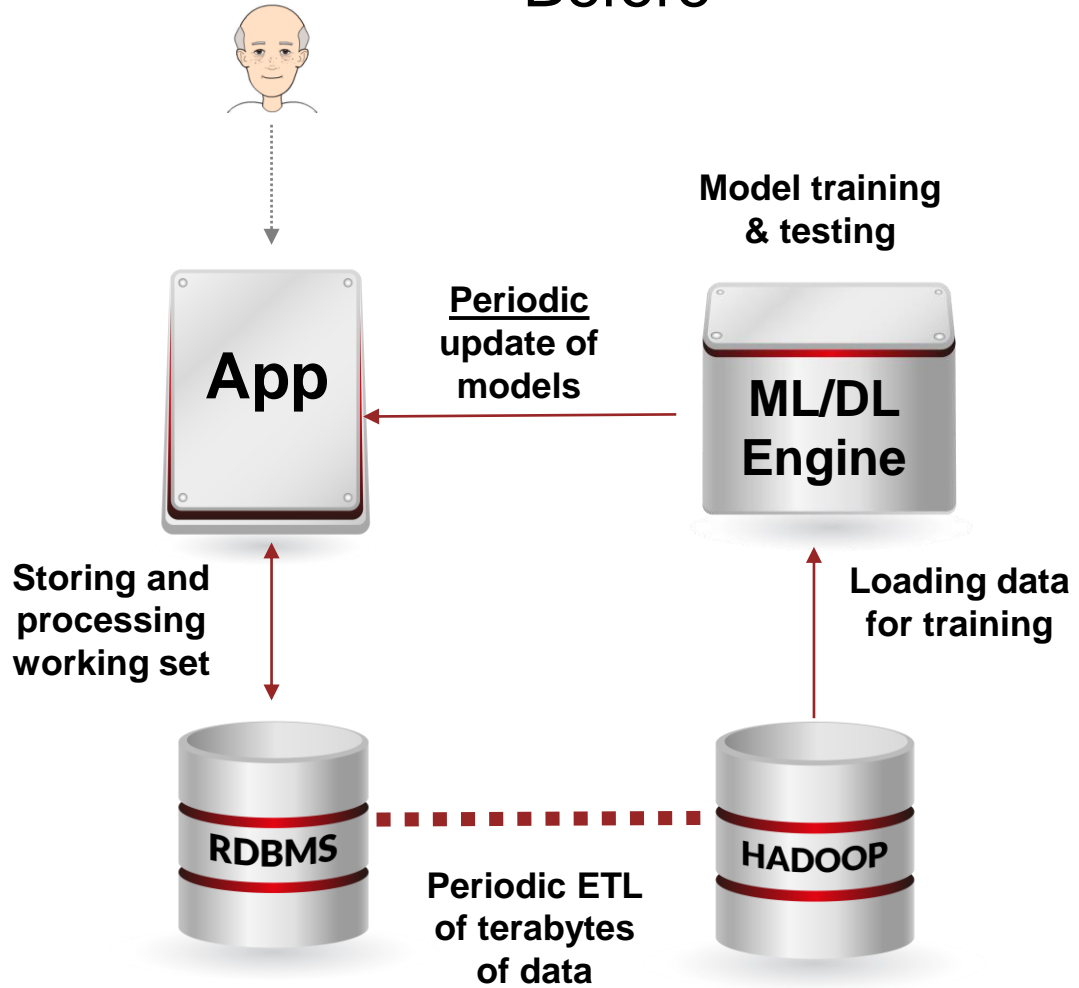 Before
Model training
& testing
Periodic
update of
models
App
ML/DL
Engine
Storing and
processing
working set
Loading data
for training
RDBMS
HADOOP
Periodic ETL
of terabytes
of data